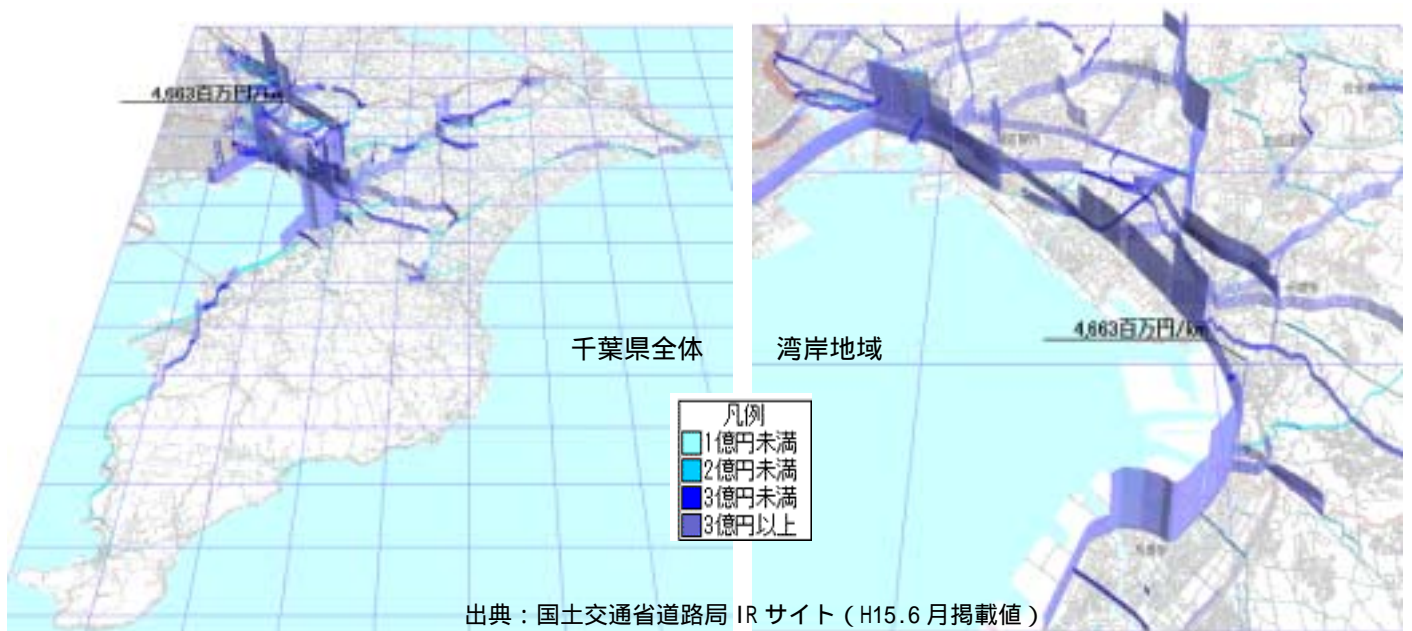 4,663百万円/km
千葉県全体
湾岸地域
4,663百万円/km
凡例
1億円未満
2億円未満
3億円未満
3億円以上
出典：国土交通省道路局 IR サイト（H15.6 月掲載値）